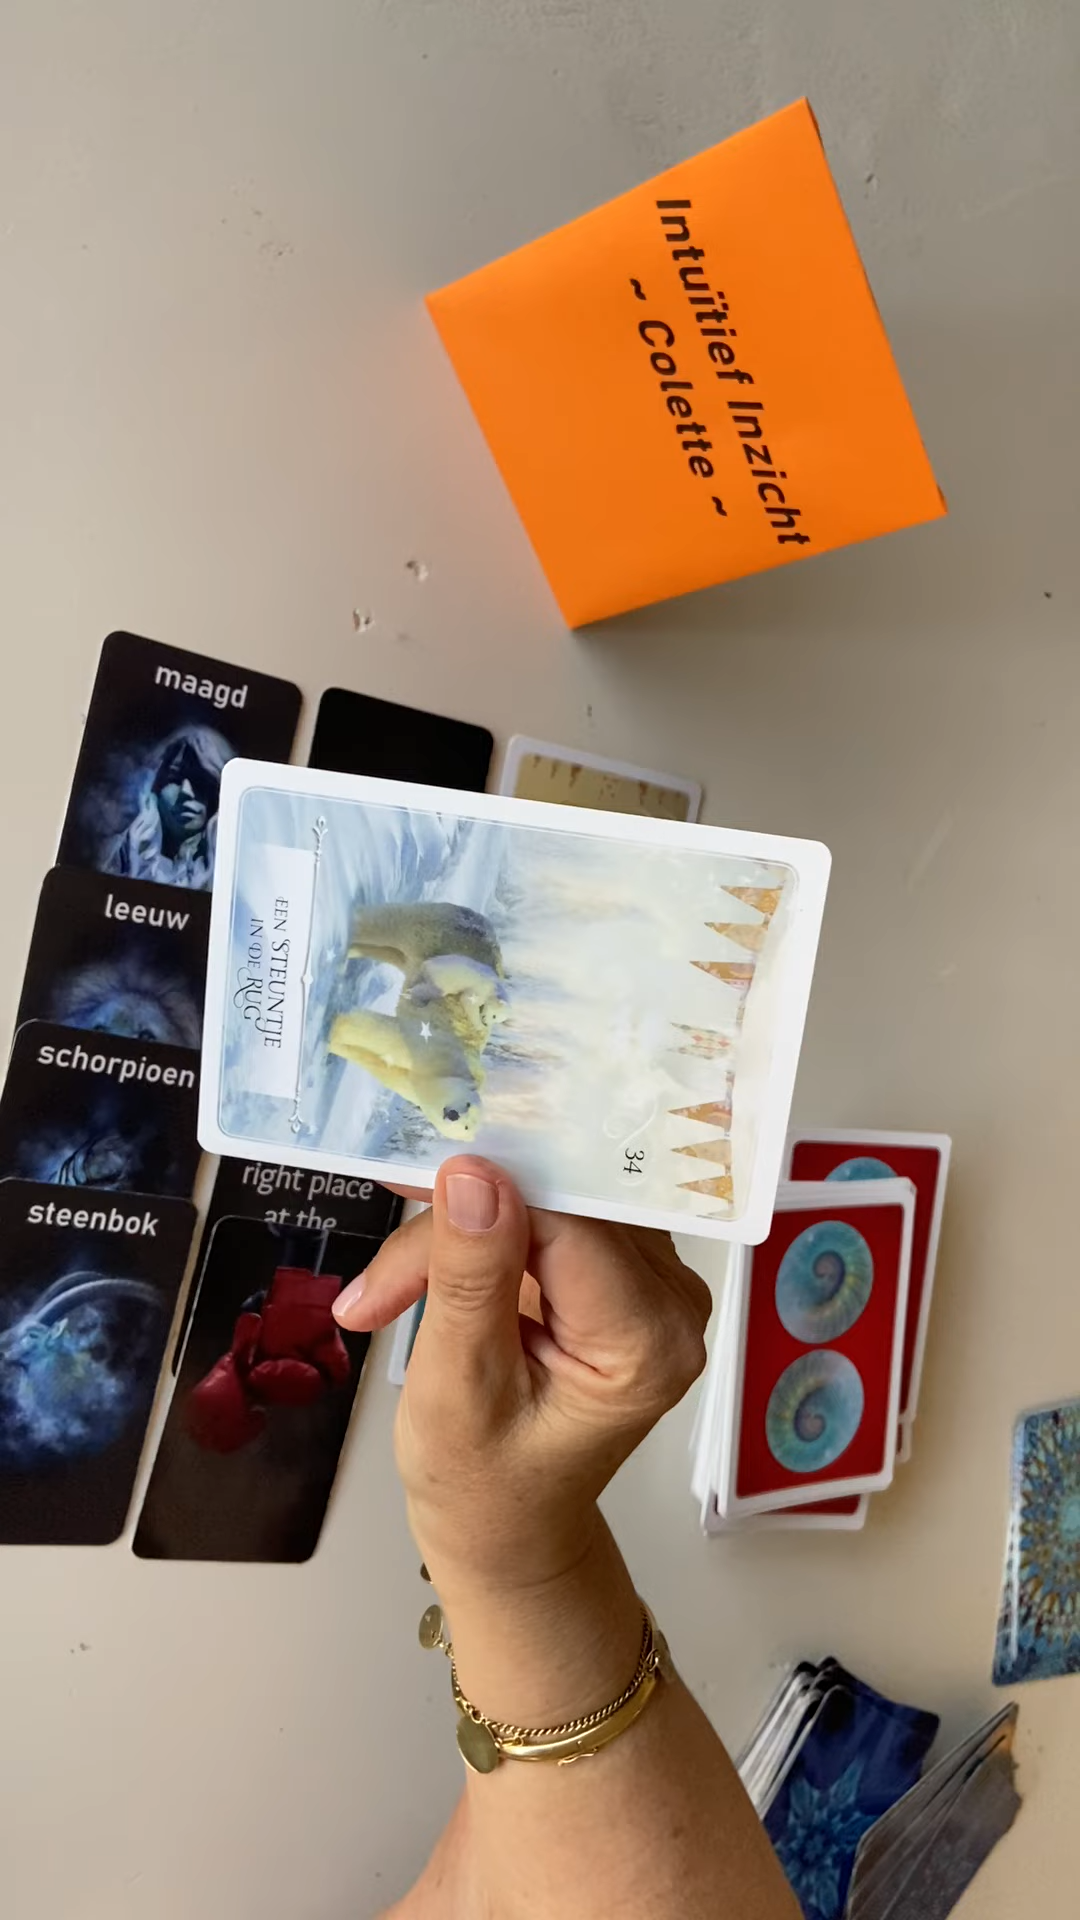 Intuïtief Inzicht
~ Colette ~
maagd
leeuw
schorpioen
steenbok
EEN STEUNTJE
IN DE RUG
34
right place
at the